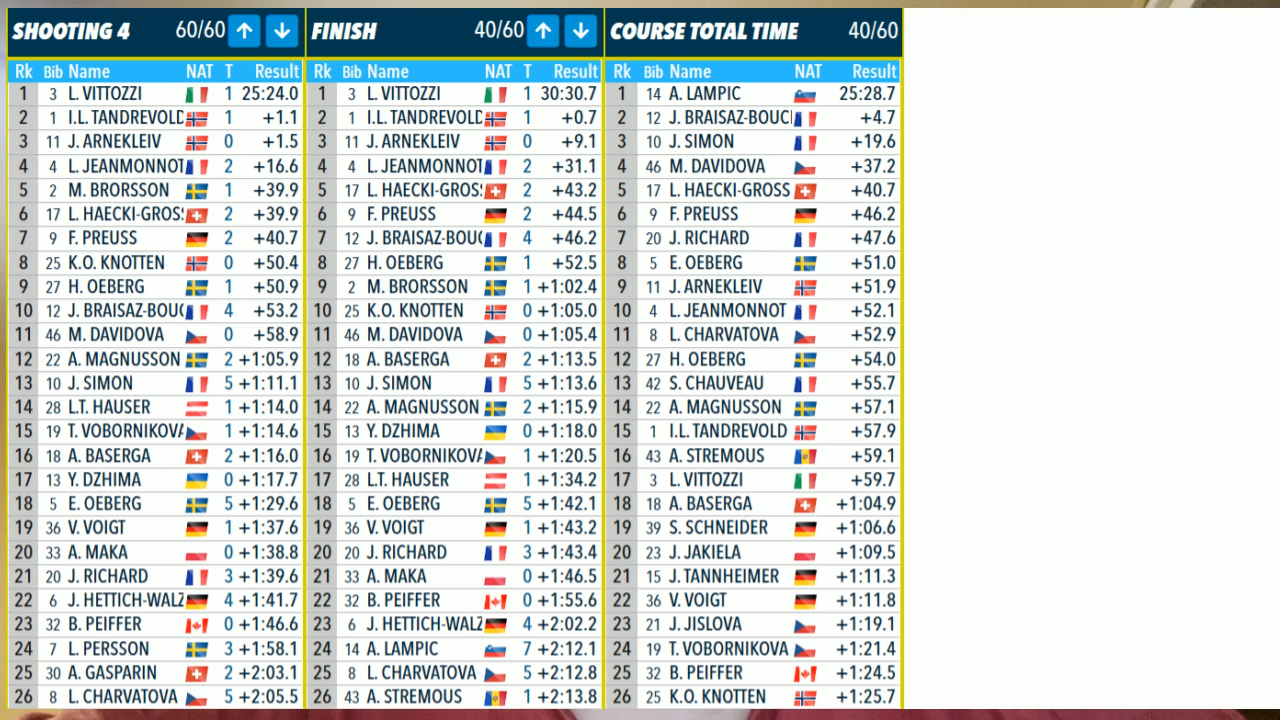 SHOOTING 4 60/60
Rk Bib Name NAT T Result
1 3 L. VITTOZZI 1 25:24.0
2 1 I.L. TANDREVOLD 1 +1.1
3 11 J. ARNEKLEIV 0 +1.5
4 4 L. JEANMONNOT 2 +16.6
5 2 M. BRORSSON 1 +39.9
6 17 L. HAECKI-GROS 2 +39.9
7 9 F. PREUSS 2 +40.7
8 25 K.O. KNOTTEN 0 +50.4
9 27 H. OEBERG 1 +50.9
10 12 J. BRAISAZ-BOUC 4 +53.2
11 46 M. DAVIDOVA 0 +58.9
12 22 A. MAGNUSSON 2 +1:05.9
13 10 J. SIMON 5 +1:11.1
14 28 L.T. HAUSER 1 +1:14.0
15 19 T. VOBORNIKOVA 1 +1:14.6
16 18 A. BASERGA 2 +1:16.0
17 13 Y. DZHIMA 0 +1:17.7
18 5 E. OEBERG 5 +1:29.6
19 36 V. VOIGT 1 +1:37.6
20 33 A. MAKA 0 +1:38.8
21 20 J. RICHARD 3 +1:39.6
22 6 J. HETTICH-WALZ 4 +1:41.7
23 32 B. PEIFFER 0 +1:46.6
24 7 L. PERSSON 3 +1:58.1
25 30 A. GASPARIN 2 +2:03.1
26 8 L. CHARVATOVA 5 +2:05.5
FINISH 40/60
Rk Bib Name NAT T Result
1 3 L. VITTOZZI 1 30:30.7
2 1 I.L. TANDREVOLD 1 +0.7
3 11 J. ARNEKLEIV 0 +9.1
4 4 L. JEANMONNOT 2 +31.1
5 17 L. HAECKI-GROSS 2 +43.2
6 9 F. PREUSS 2 +44.5
7 12 J. BRAISAZ-BOUC 4 +46.2
8 27 H. OEBERG 1 +52.5
9 2 M. BRORSSON 1 +1:02.4
10 25 K.O. KNOTTEN 0 +1:05.0
11 46 M. DAVIDOVA 0 +1:05.4
12 18 A. BASERGA 2 +1:13.5
13 10 J. SIMON 5 +1:13.6
14 22 A. MAGNUSSON 2 +1:15.9
15 13 Y. DZHIMA 0 +1:18.0
16 19 T. VOBORNIKOVA 1 +1:20.5
17 28 L.T. HAUSER 1 +1:34.2
18 5 E. OEBERG 5 +1:42.1
19 36 V. VOIGT 1 +1:43.2
20 20 J. RICHARD 3 +1:43.4
21 33 A. MAKA 0 +1:46.5
22 32 B. PEIFFER 0 +1:55.6
23 6 J. HETTICH-WALZ 4 +2:02.2
24 14 A. LAMPIC 7 +2:12.1
25 8 L. CHARVATOVA 5 +2:12.8
26 43 A. STREMOUS 1 +2:13.8
COURSE TOTAL TIME 40/60
Rk Bib Name NAT Result
1 14 A. LAMPIC 25:28.7
2 12 J. BRAISAZ-BOUC +4.7
3 10 J. SIMON +19.6
4 46 M. DAVIDOVA +37.2
5 17 L. HAECKI-GROSS +40.7
6 9 F. PREUSS +46.2
7 20 J. RICHARD +47.6
8 5 E. OEBERG +51.0
9 11 J. ARNEKLEIV +51.9
10 4 L. JEANMONNOT +52.1
11 8 L. CHARVATOVA +52.9
12 27 H. OEBERG +54.0
13 42 S. CHAUVEAU +55.7
14 22 A. MAGNUSSON +57.1
15 1 I.L. TANDREVOLD +57.9
16 43 A. STREMOUS +59.1
17 3 L. VITTOZZI +59.7
18 18 A. BASERGA +1:04.9
19 39 S. SCHNEIDER +1:06.6
20 23 J. JAKIELA +1:09.5
21 15 J. TANNHEIMER +1:11.3
22 36 V. VOIGT +1:11.8
23 21 J. JISLOVA +1:19.1
24 19 T. VOBORNIKOVA +1:21.4
25 32 B. PEIFFER +1:24.5
26 25 K.O. KNOTTEN +1:25.7